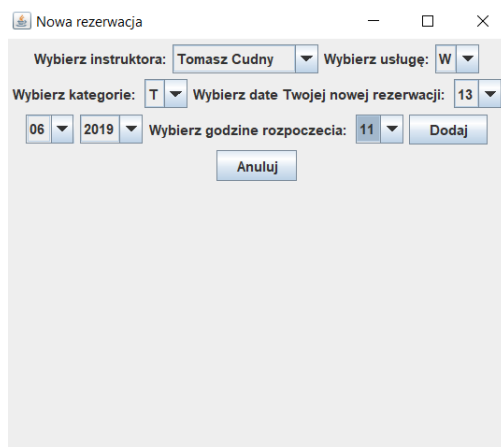 Nowa rezerwacja
Wybierz instruktora: Tomasz Cudny Wybierz usługę: W
Wybierz kategorie: T Wybierz date Twojej nowej rezerwacji: 13
06 2019 Wybierz godzine rozpoczecia: 11 Dodaj
Anuluj